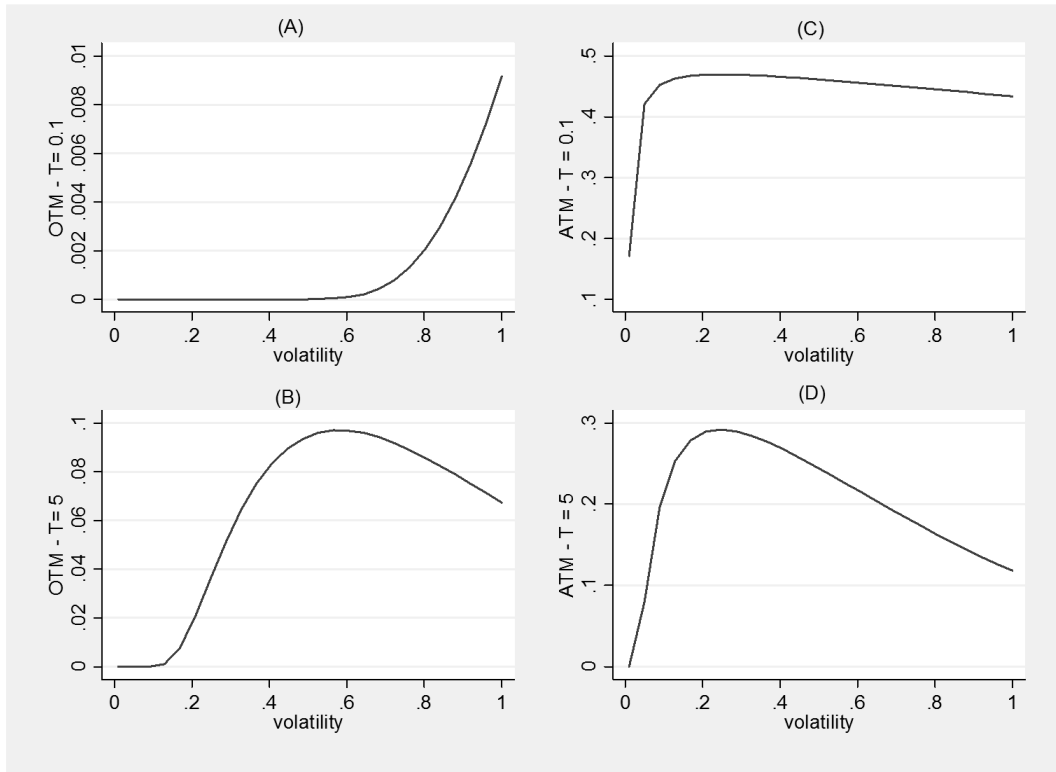 (A)
OTM - T= 0.1
0 .002 .004 .006 .008 .01
0 .2 .4 .6 .8 1
volatility
(C)
ATM - T = 0.1
.1 .2 .3 .4 .5
0 .2 .4 .6 .8 1
volatility
(B)
OTM - T= 5
0 .02 .04 .06 .08 .1
0 .2 .4 .6 .8 1
volatility
(D)
ATM - T = 5
0 .1 .2 .3
0 .2 .4 .6 .8 1
volatility